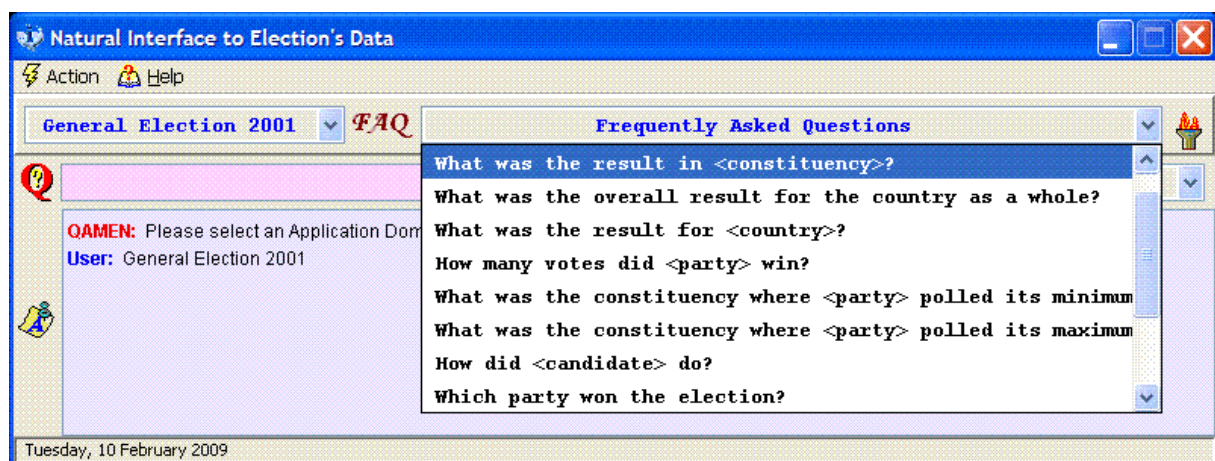 Natural Interface to Election's Data
Action Help
General Election 2001 FAQ Frequently Asked Questions
What was the result in <constituency>?
What was the overall result for the country as a whole?
What was the result for <country>?
How many votes did <party> win?
What was the constituency where <party> polled its minimum
What was the constituency where <party> polled its maximum
How did <candidate> do?
Which party won the election?
Q
QAMEN: Please select an Application Dom
User: General Election 2001
A
Tuesday, 10 February 2009